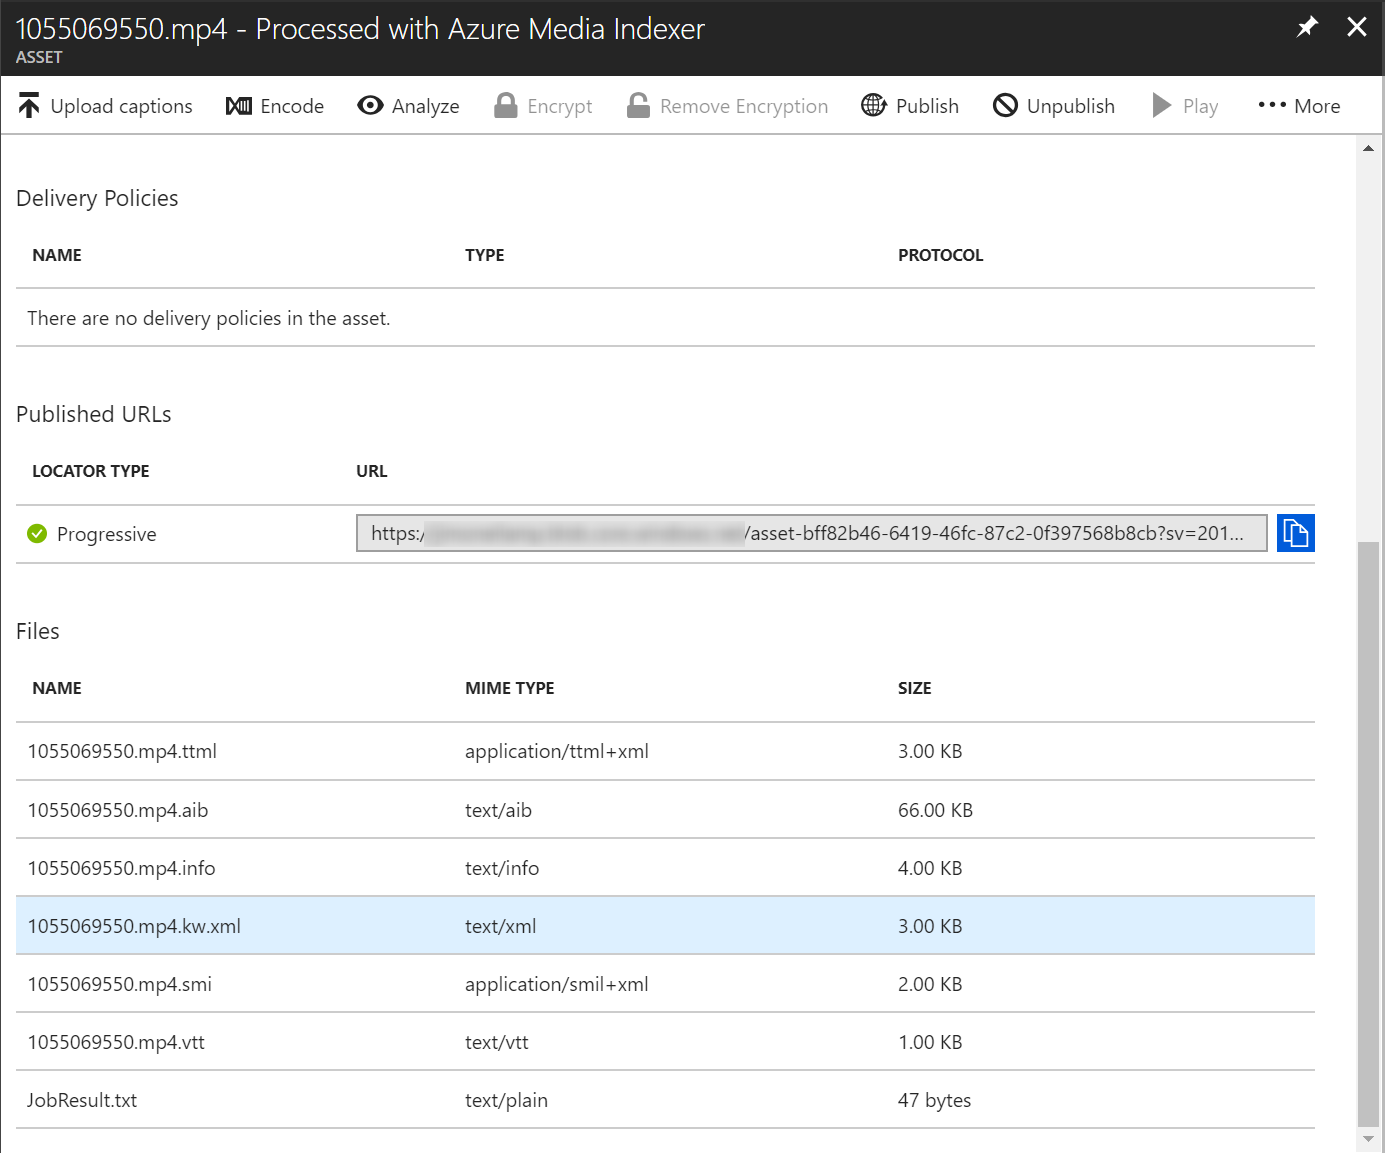 1055069550.mp4 - Processed with Azure Media Indexer
ASSET
Upload captions Encode Analyze Encrypt Remove Encryption Publish Unpublish Play More
Delivery Policies
NAME TYPE PROTOCOL
There are no delivery policies in the asset.
Published URLs
LOCATOR TYPE URL
Progressive https:/ /asset-bff82b46-6419-46fc-87c2-0f397568b8cb?sv=201...
Files
NAME MIME TYPE SIZE
1055069550.mp4.ttml application/ttml+xml 3.00 KB
1055069550.mp4.aib text/aib 66.00 KB
1055069550.mp4.info text/info 4.00 KB
1055069550.mp4.kw.xml text/xml 3.00 KB
1055069550.mp4.smi application/smil+xml 2.00 KB
1055069550.mp4.vtt text/vtt 1.00 KB
JobResult.txt text/plain 47 bytes